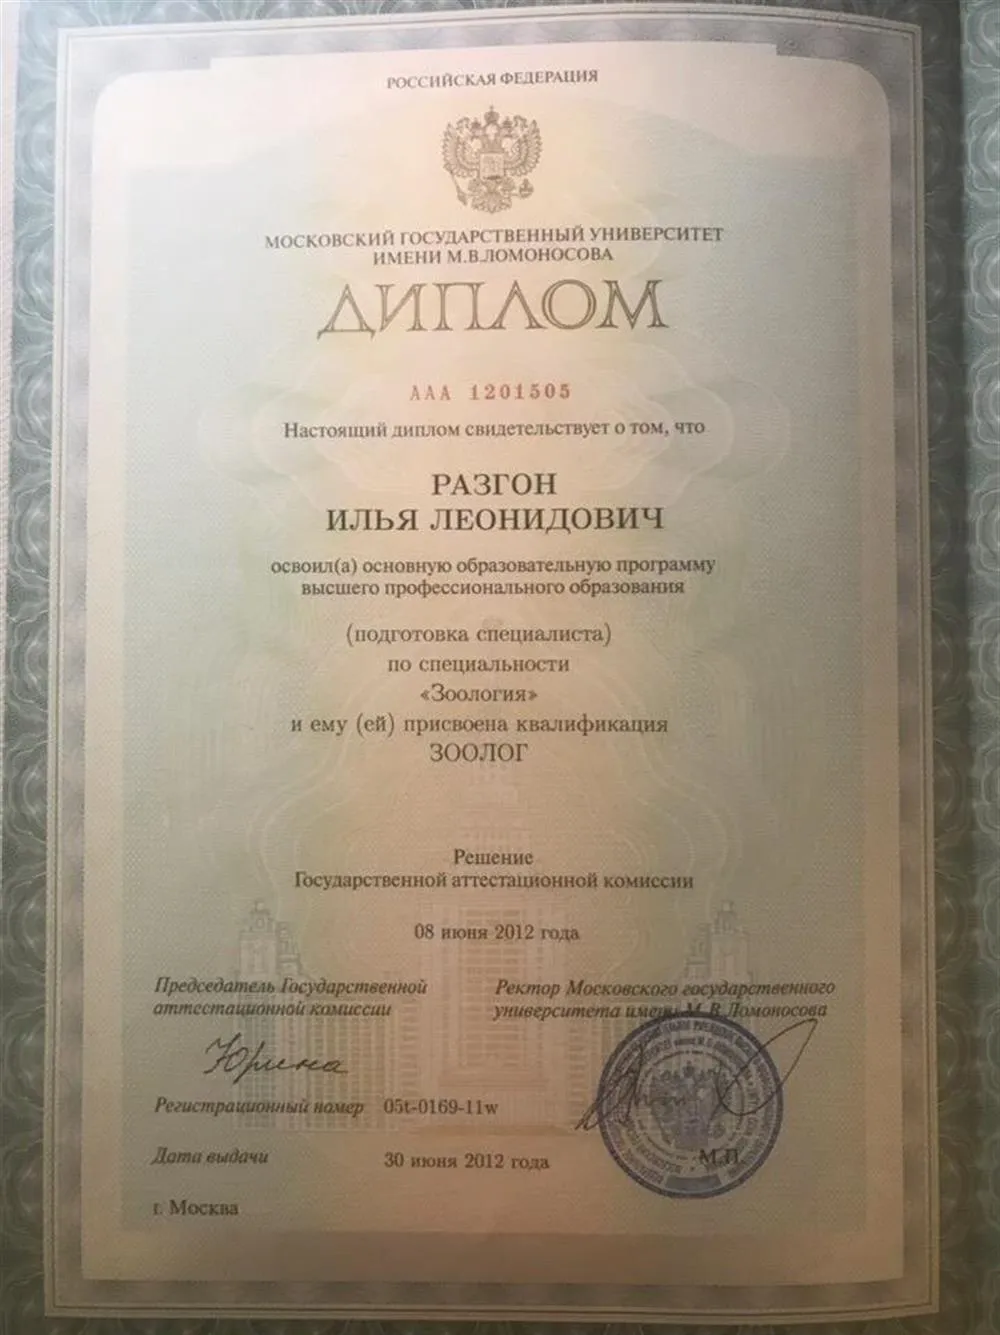 РОССИЙСКАЯ ФЕДЕРАЦИЯ
МОСКОВСКИЙ ГОСУДАРСТВЕННЫЙ УНИВЕРСИТЕТ
ИМЕНИ М.В.ЛОМОНОСОВА
ДИПЛОМ
ААА 1201505
Настоящий диплом свидетельствует о том, что
РАЗГОН
ИЛЬЯ ЛЕОНИДОВИЧ
освоил(а) основную образовательную программу
высшего профессионального образования
(подготовка специалиста)
по специальности
«Зоология»
и ему (ей) присвоена квалификация
ЗООЛОГ
Решение
Государственной аттестационной комиссии
08 июня 2012 года
Председатель Государственной
аттестационной комиссии
Ректор Московского государственного
университета имени М.В.Ломоносова
Юрина
Регистрационный номер 05t-0169-11w
Дата выдачи 30 июня 2012 года
М.П.
г. Москва